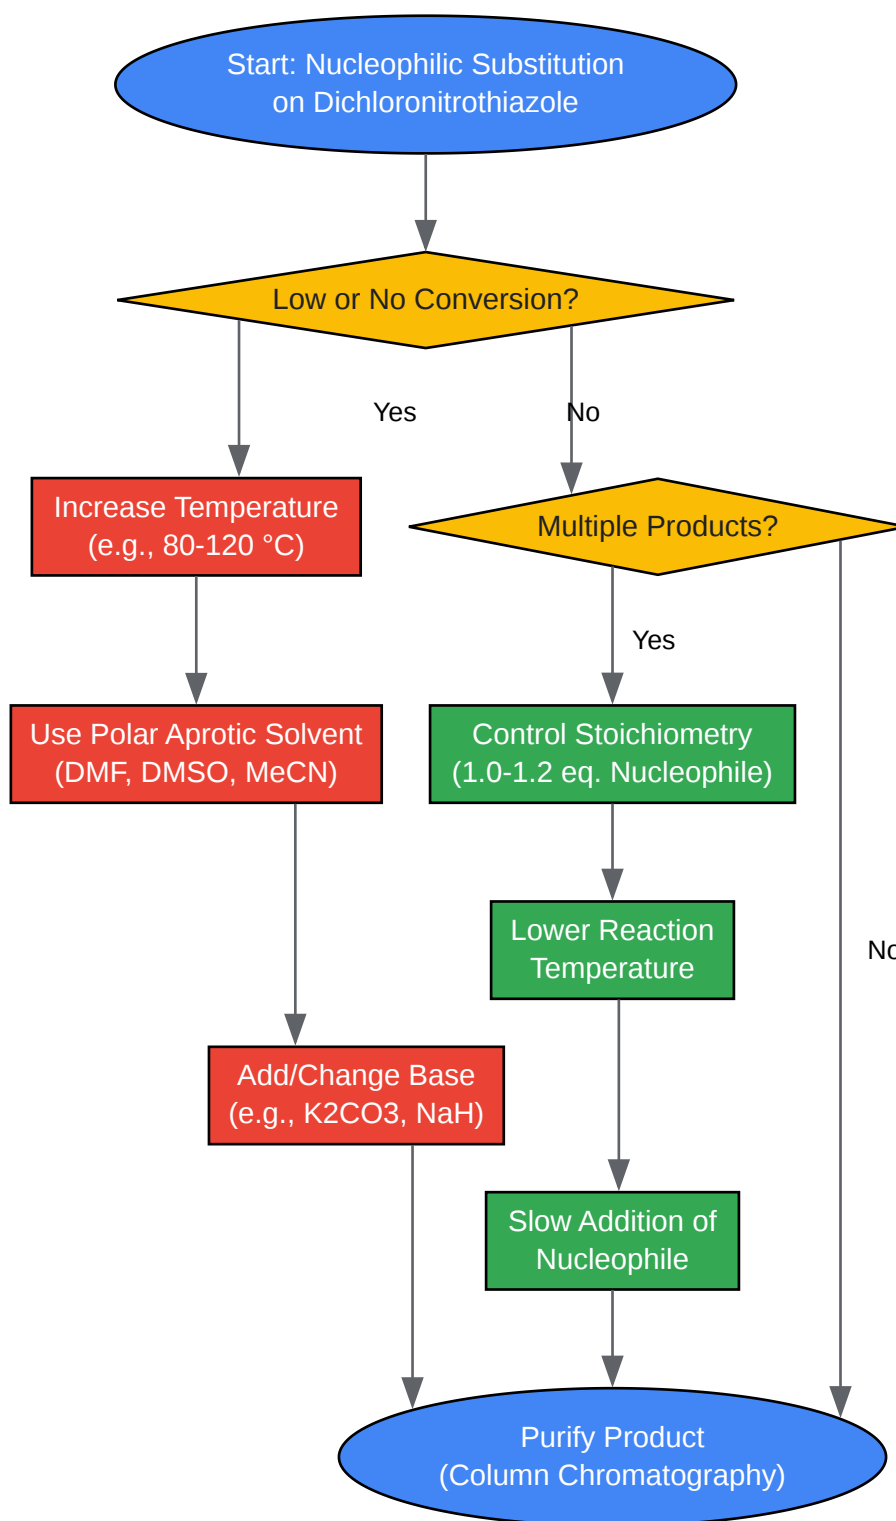 Start: Nucleophilic Substitution
on Dichloronitrothiazole
Low or No Conversion?
Yes
No
Increase Temperature
(e.g., 80-120 °C)
Multiple Products?
Yes
Use Polar Aprotic Solvent
(DMF, DMSO, MeCN)
Control Stoichiometry
(1.0-1.2 eq. Nucleophile)
Lower Reaction
Temperature
No
Add/Change Base
(e.g., K2CO3, NaH)
Slow Addition of
Nucleophile
Purify Product
(Column Chromatography)